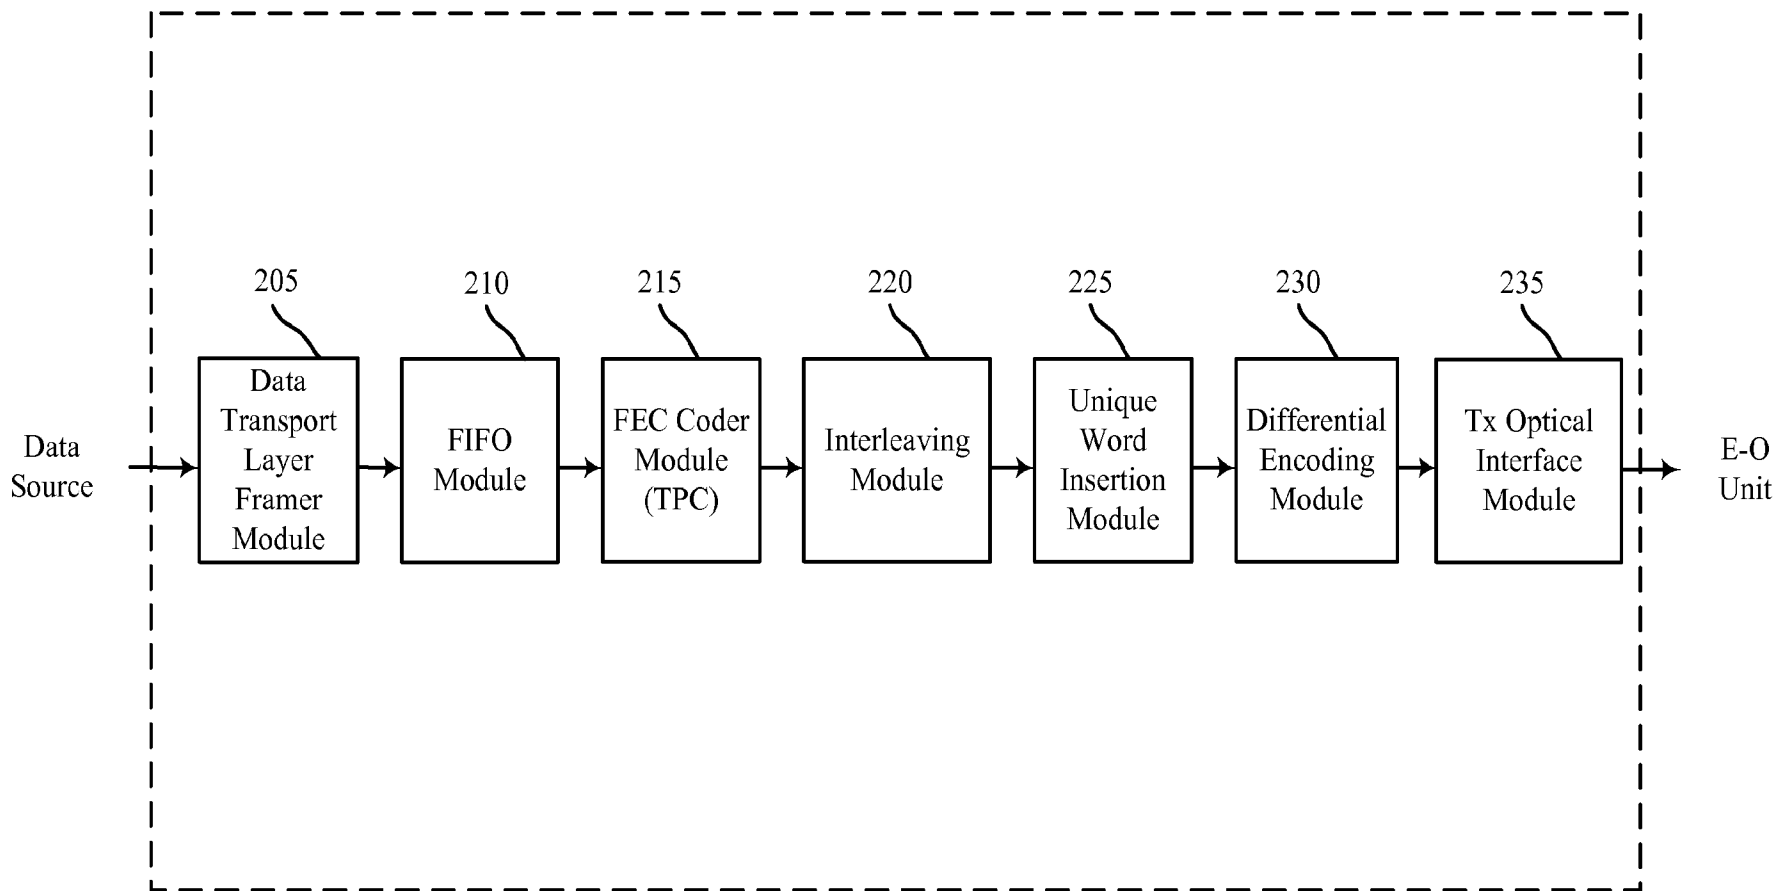 205
210
215
220
225
230
235
Data
Source
Data
Transport
Layer
Framer
Module
FIFO
Module
FEC Coder
Module
(TPC)
Interleaving
Module
Unique
Word
Insertion
Module
Differential
Encoding
Module
Tx Optical
Interface
Module
E-O
Unit